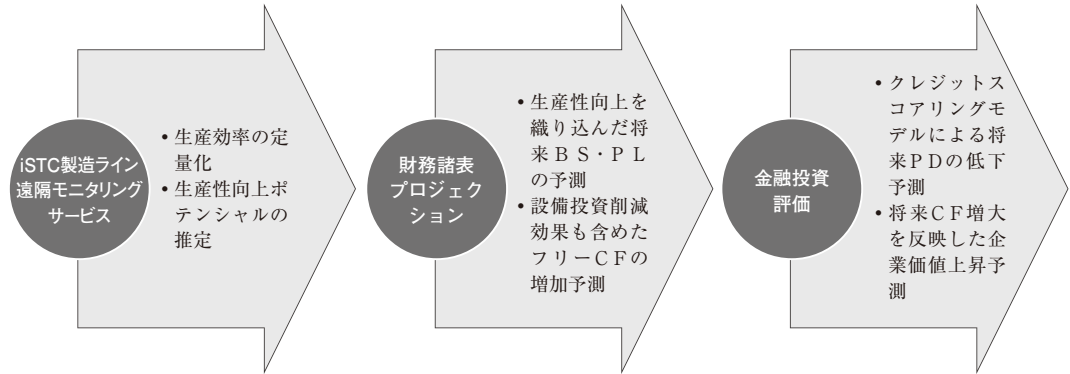 iSTC製造ライン
遠隔モニタリング
サービス
• 生産効率の定
量化
• 生産性向上ポ
テンシャルの
推定
財務諸表
プロジェク
ション
• 生産性向上を
織り込んだ将
来ＢＳ・ＰＬ
の予測
• 設備投資削減
効果も含めた
フリーＣＦの
増加予測
金融投資
評価
• クレジットス
コアリングモ
デルによる将
来ＰＤの低下
予測
• 将来ＣＦ増大
を反映した企
業価値上昇予
測